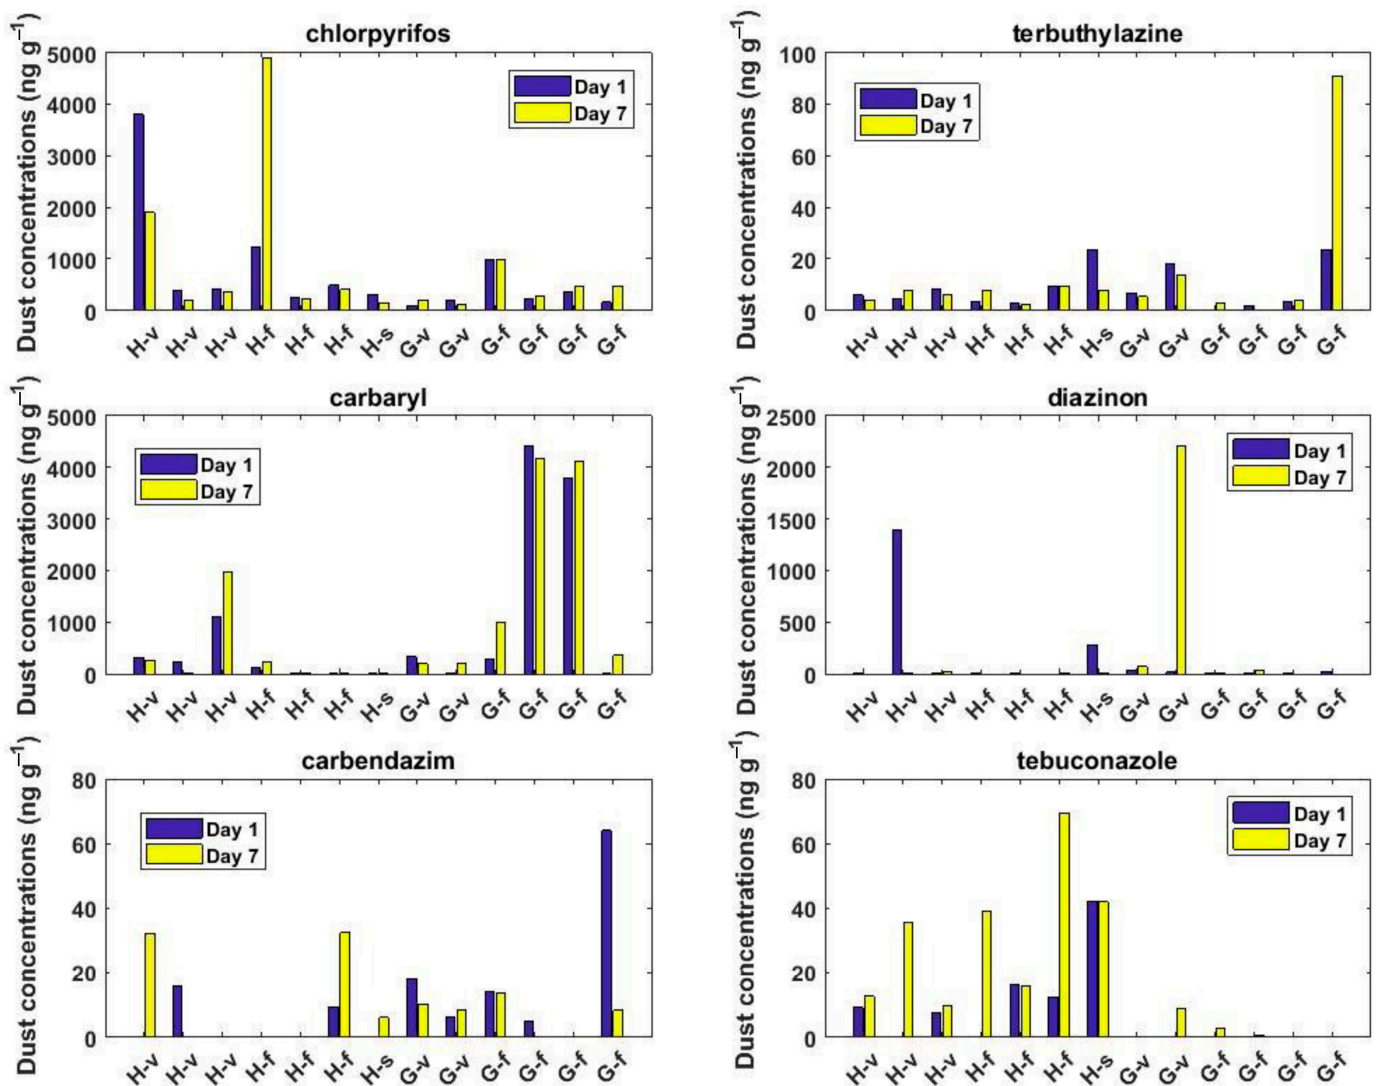 chlorpyrifos
Dust concentrations (ng g⁻¹)
5000
4000
3000
2000
1000
0
Day 1
Day 7
H-v H-v H-v H-f H-f H-f H-s G-v G-v G-f G-f G-f G-f
terbuthylazine
Dust concentrations (ng g⁻¹)
100
80
60
40
20
0
Day 1
Day 7
H-v H-v H-v H-f H-f H-f H-s G-v G-v G-f G-f G-f G-f
carbaryl
Dust concentrations (ng g⁻¹)
5000
4000
3000
2000
1000
0
Day 1
Day 7
H-v H-v H-v H-f H-f H-f H-s G-v G-v G-f G-f G-f G-f
diazinon
Dust concentrations (ng g⁻¹)
2500
2000
1500
1000
500
0
Day 1
Day 7
H-v H-v H-v H-f H-f H-f H-s G-v G-v G-f G-f G-f G-f
carbendazim
Dust concentrations (ng g⁻¹)
80
60
40
20
0
Day 1
Day 7
H-v H-v H-v H-f H-f H-f H-s G-v G-v G-f G-f G-f G-f
tebuconazole
Dust concentrations (ng g⁻¹)
80
60
40
20
0
Day 1
Day 7
H-v H-v H-v H-f H-f H-f H-s G-v G-v G-f G-f G-f G-f